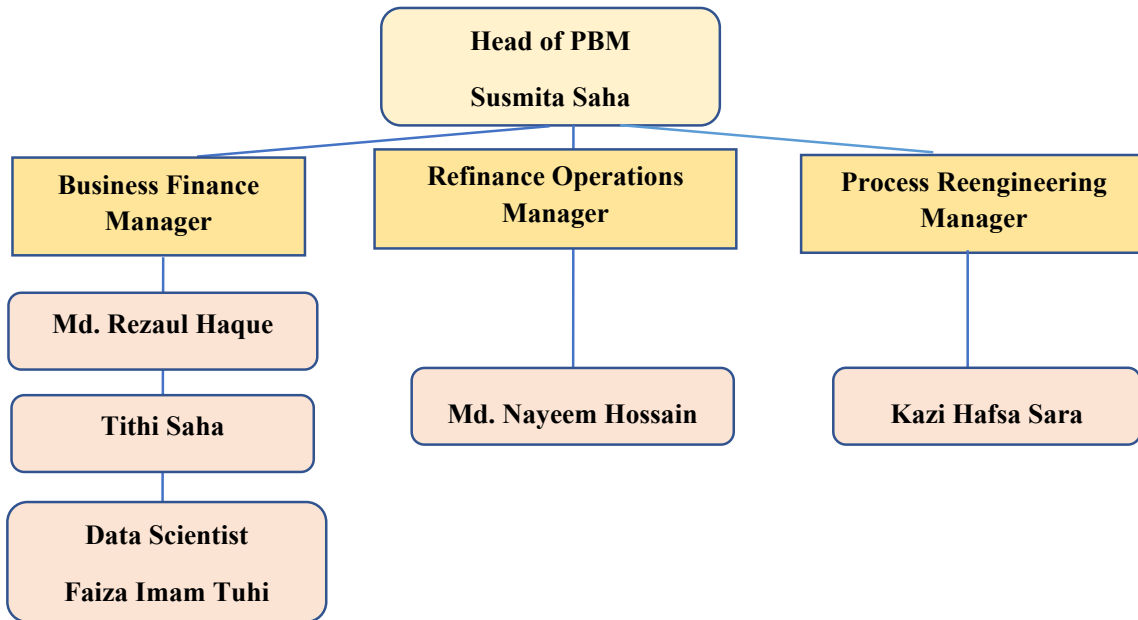 Head of PBM
Susmita Saha
Business Finance
Manager
Refinance Operations
Manager
Process Reengineering
Manager
Md. Rezaul Haque
Tithi Saha
Data Scientist
Faiza Imam Tuhi
Md. Nayeem Hossain
Kazi Hafsa Sara